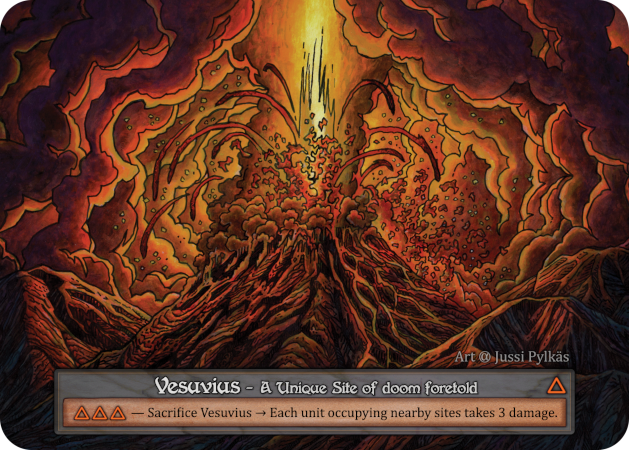 Art @ Jussi Pylkäs
Vesuvius - A Unique Site of doom foretold
— Sacrifice Vesuvius → Each unit occupying nearby sites takes 3 damage.